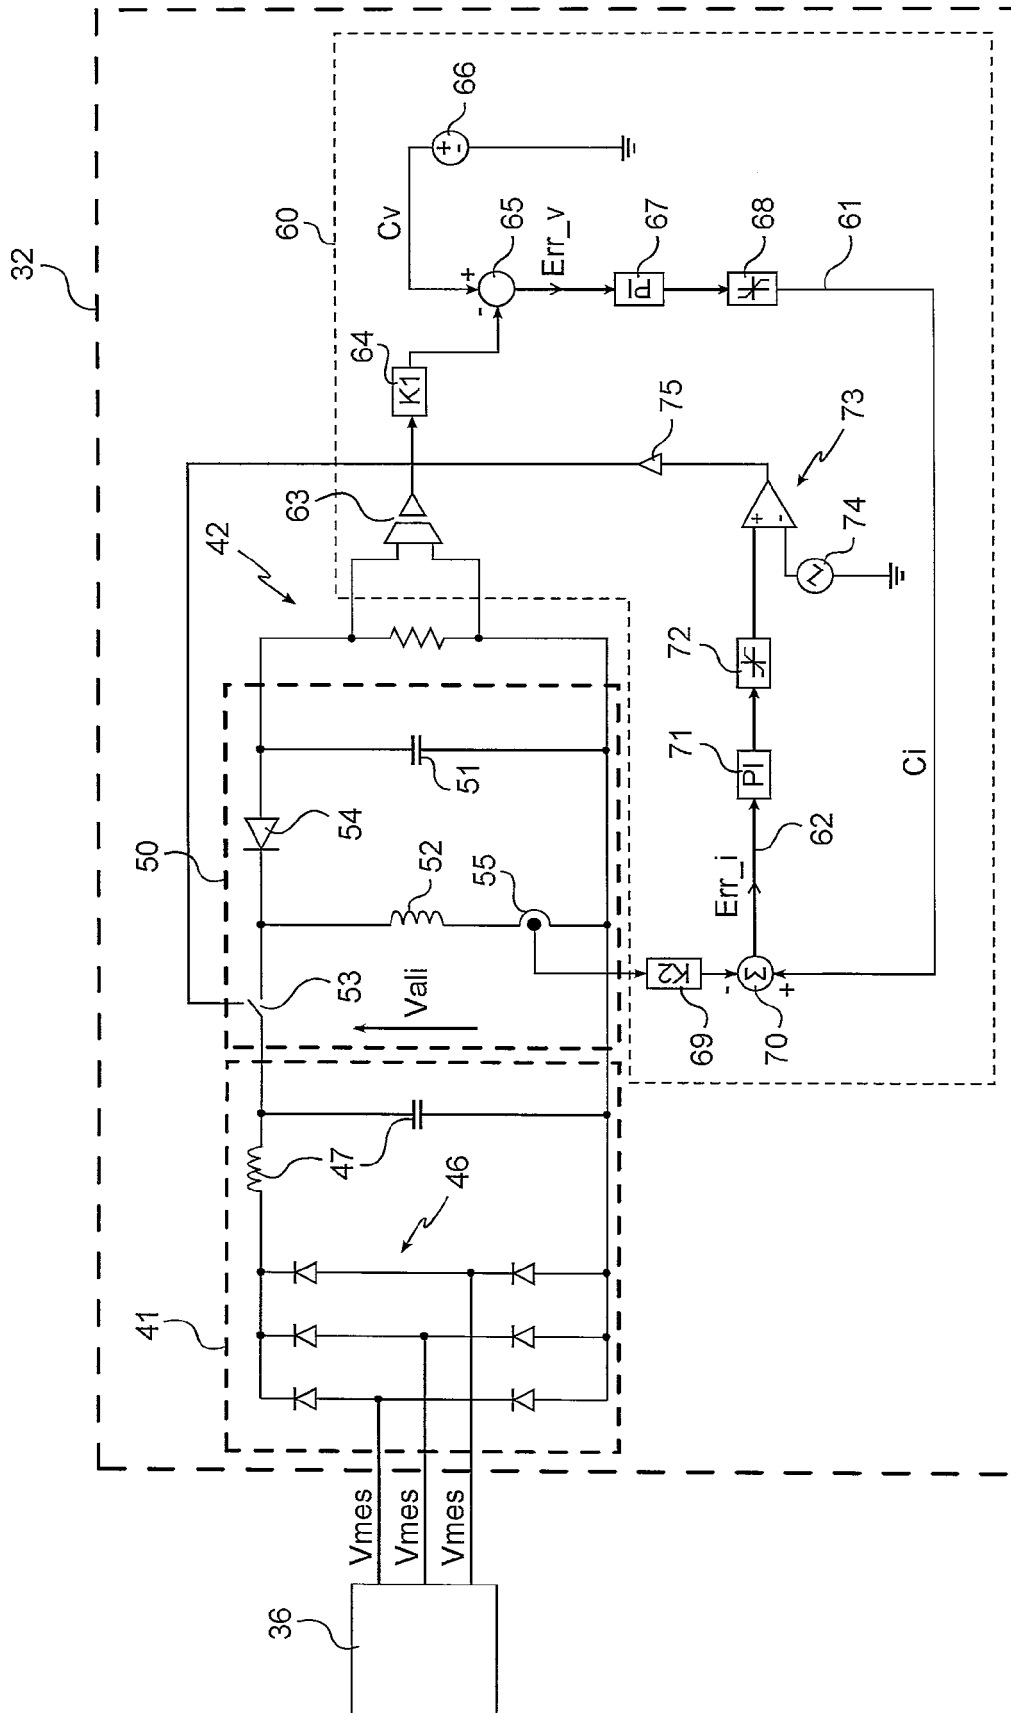 32
60
66
Cv
+
-
+
-
65
Err_v
64
K1
67
PI
68
61
63
42
75
73
+
-
74
72
71
PI
Ci
62
Err_i
50
54
51
52
55
53
Vali
K2
69
-
Σ
+
70
41
47
46
Vmes
Vmes
Vmes
36